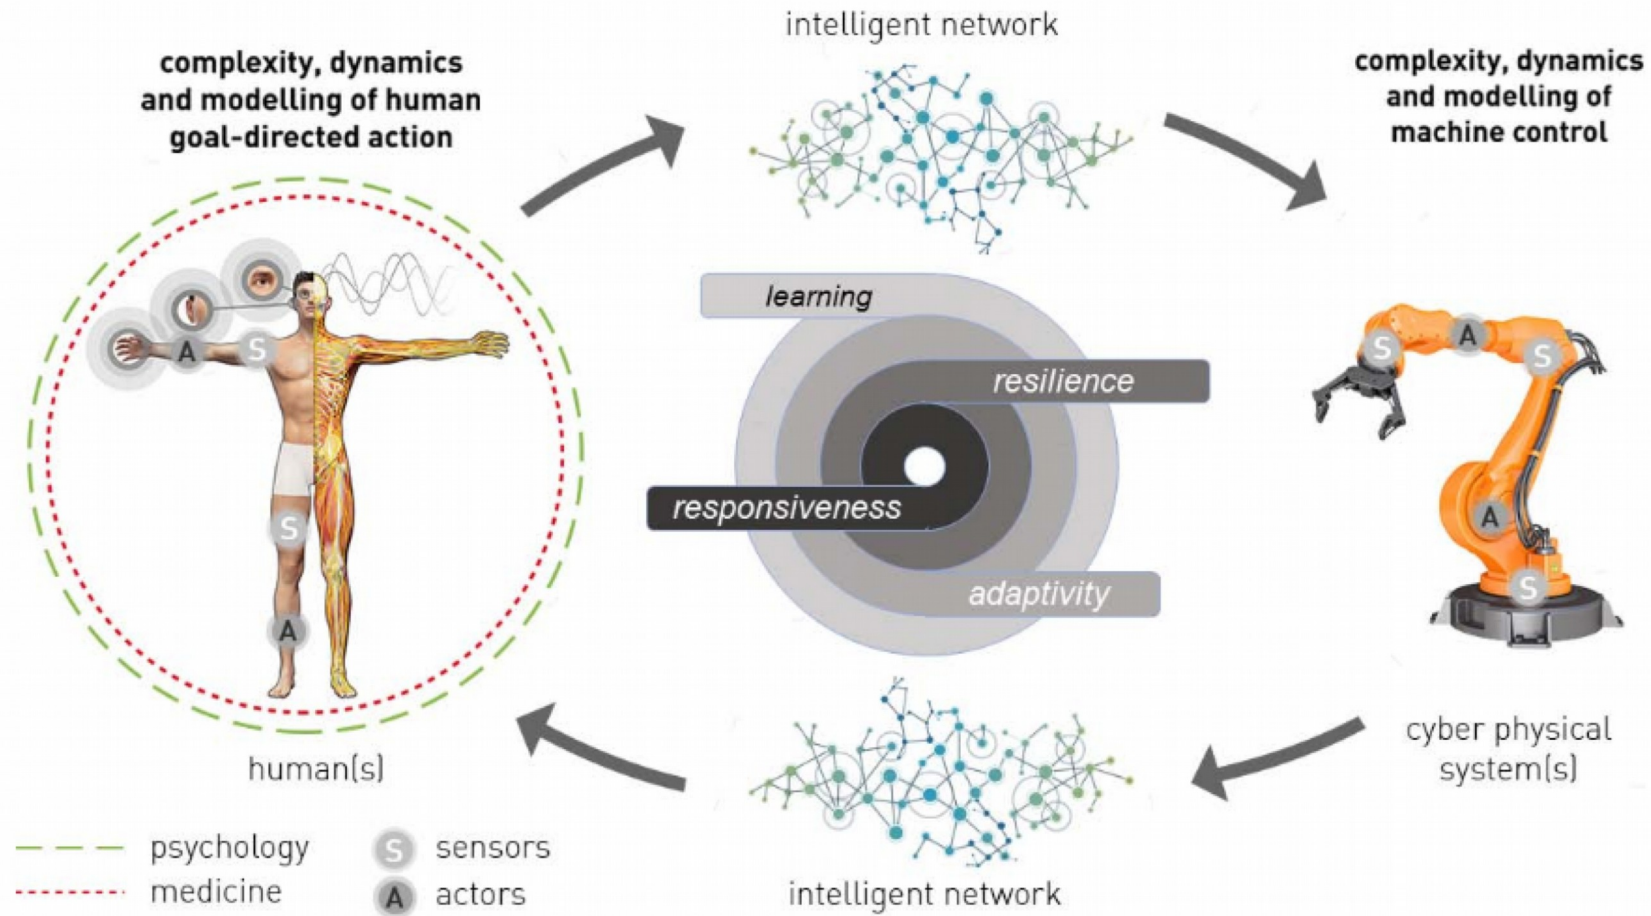 intelligent network
complexity, dynamics
and modelling of human
goal-directed action
complexity, dynamics
and modelling of
machine control
learning
resilience
responsiveness
adaptivity
A
S
S
A
S
A
S
A
S
human(s)
cyber physical
system(s)
intelligent network
psychology
medicine
S sensors
A actors